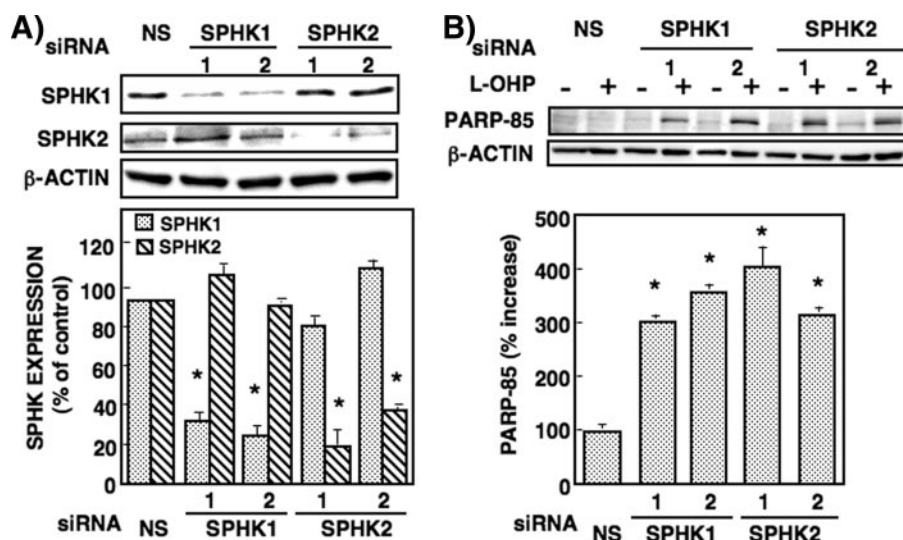 A)
NS SPHK1 SPHK2
siRNA
1 2 1 2
SPHK1
SPHK2
β-ACTIN
SPHK EXPRESSION
(% of control)
120
100
80
60
40
20
0
SPHK1
SPHK2
* * * *
1 2 1 2
siRNA NS SPHK1 SPHK2
B)
NS SPHK1 SPHK2
siRNA
1 2 1 2
L-OHP - + - + - + - + - +
PARP-85
β-ACTIN
PARP-85 (% increase)
500
400
300
200
100
0
* * * *
1 2 1 2
siRNA NS SPHK1 SPHK2